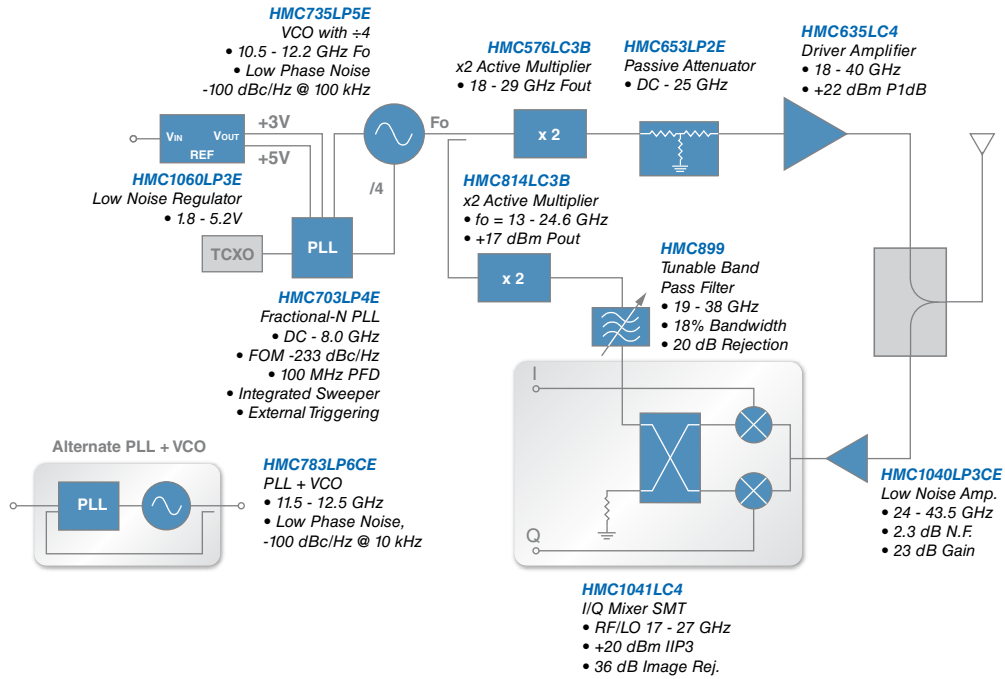 HMC735LP5E
VCO with ÷4
• 10.5 - 12.2 GHz Fo
• Low Phase Noise
-100 dBc/Hz @ 100 kHz
HMC576LC3B
x2 Active Multiplier
• 18 - 29 GHz Fout
HMC653LP2E
Passive Attenuator
• DC - 25 GHz
HMC635LC4
Driver Amplifier
• 18 - 40 GHz
• +22 dBm P1dB
VIN
VOUT
REF
+3V
+5V
Fo
/4
x 2
HMC1060LP3E
Low Noise Regulator
• 1.8 - 5.2V
TCXO
PLL
HMC814LC3B
x2 Active Multiplier
• fo = 13 - 24.6 GHz
• +17 dBm Pout
x 2
HMC899
Tunable Band
Pass Filter
• 19 - 38 GHz
• 18% Bandwidth
• 20 dB Rejection
HMC703LP4E
Fractional-N PLL
• DC - 8.0 GHz
• FOM -233 dBc/Hz
• 100 MHz PFD
• Integrated Sweeper
• External Triggering
I
Q
Alternate PLL + VCO
PLL
HMC783LP6CE
PLL + VCO
• 11.5 - 12.5 GHz
• Low Phase Noise,
-100 dBc/Hz @ 10 kHz
HMC1040LP3CE
Low Noise Amp.
• 24 - 43.5 GHz
• 2.3 dB N.F.
• 23 dB Gain
HMC1041LC4
I/Q Mixer SMT
• RF/LO 17 - 27 GHz
• +20 dBm IIP3
• 36 dB Image Rej.